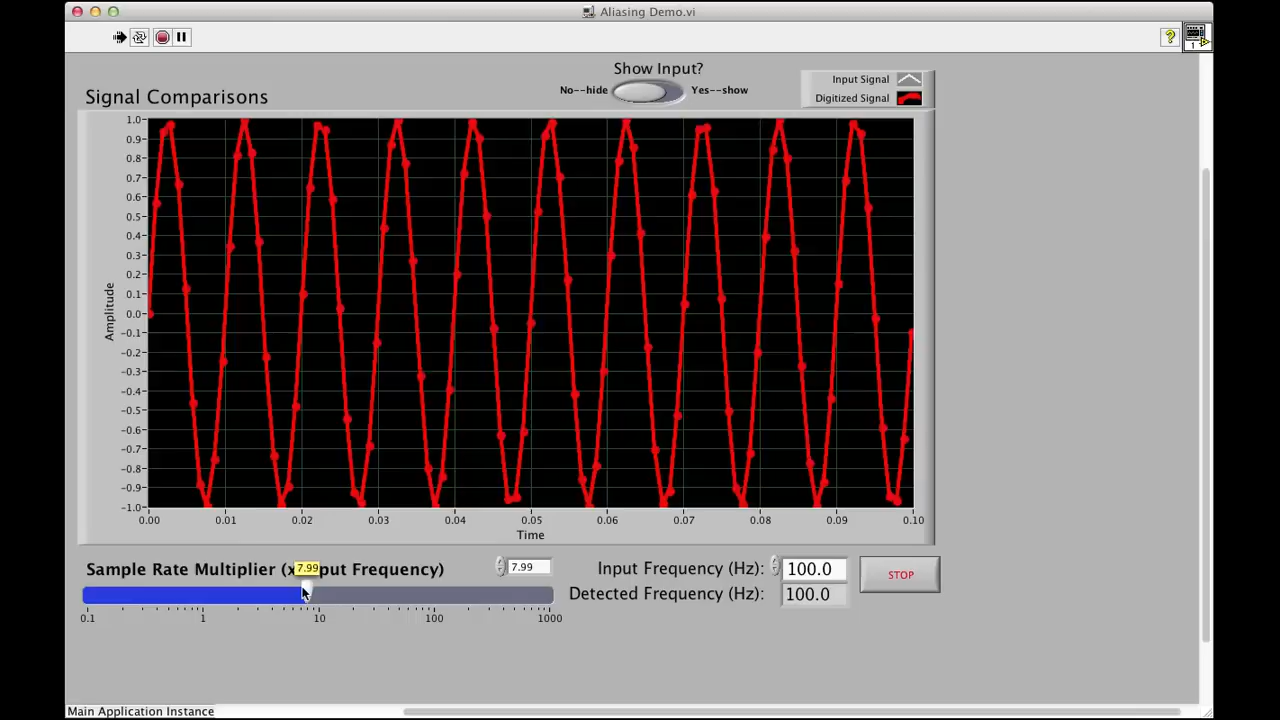 Aliasing Demo.vi
?
1
Show Input?
No--hide
Yes--show
Input Signal
Digitized Signal
Signal Comparisons
1.0
0.9
0.8
0.7
0.6
0.5
0.4
0.3
0.2
0.1
0.0
-0.1
-0.2
-0.3
-0.4
-0.5
-0.6
-0.7
-0.8
-0.9
-1.0
Amplitude
0.00 0.01 0.02 0.03 0.04 0.05 0.06 0.07 0.08 0.09 0.10
Time
Sample Rate Multiplier (x 7.99 put Frequency)
7.99
0.1 1 10 100 1000
Input Frequency (Hz): 100.0
Detected Frequency (Hz): 100.0
STOP
Main Application Instance